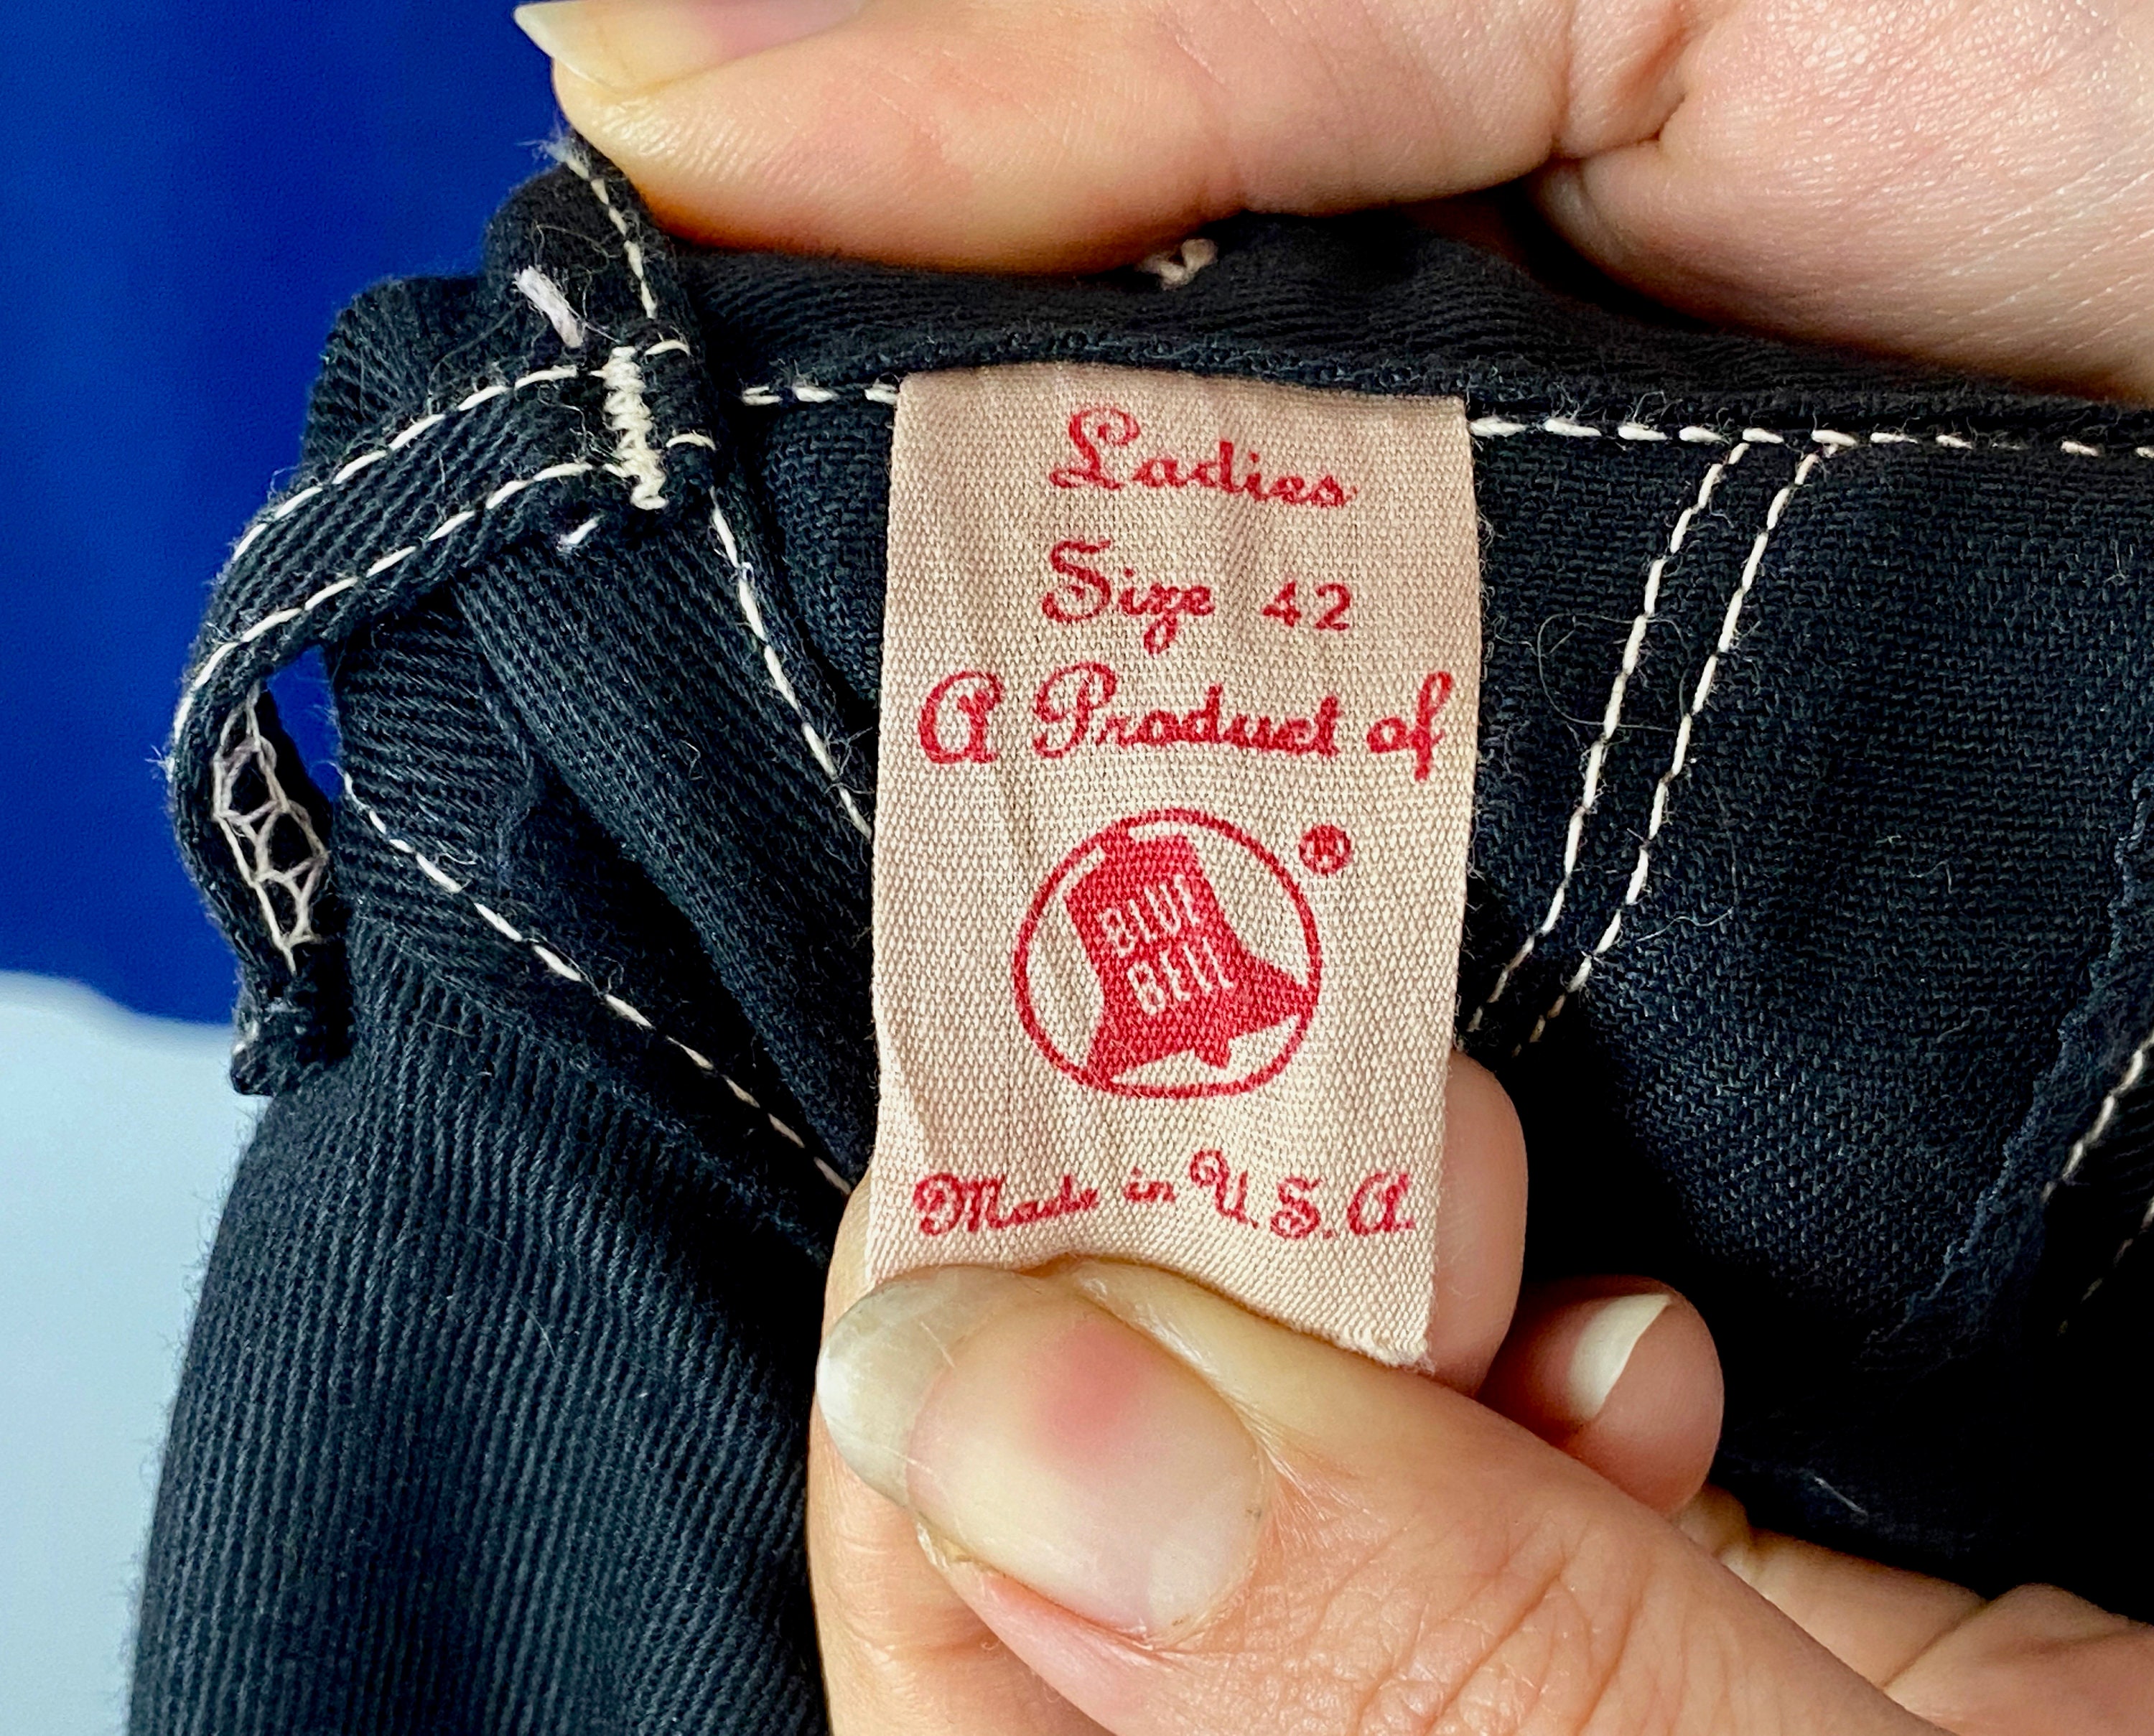 Ladies
Size 42
A Product of
®
BLUE
BELL
Made in U.S.A.